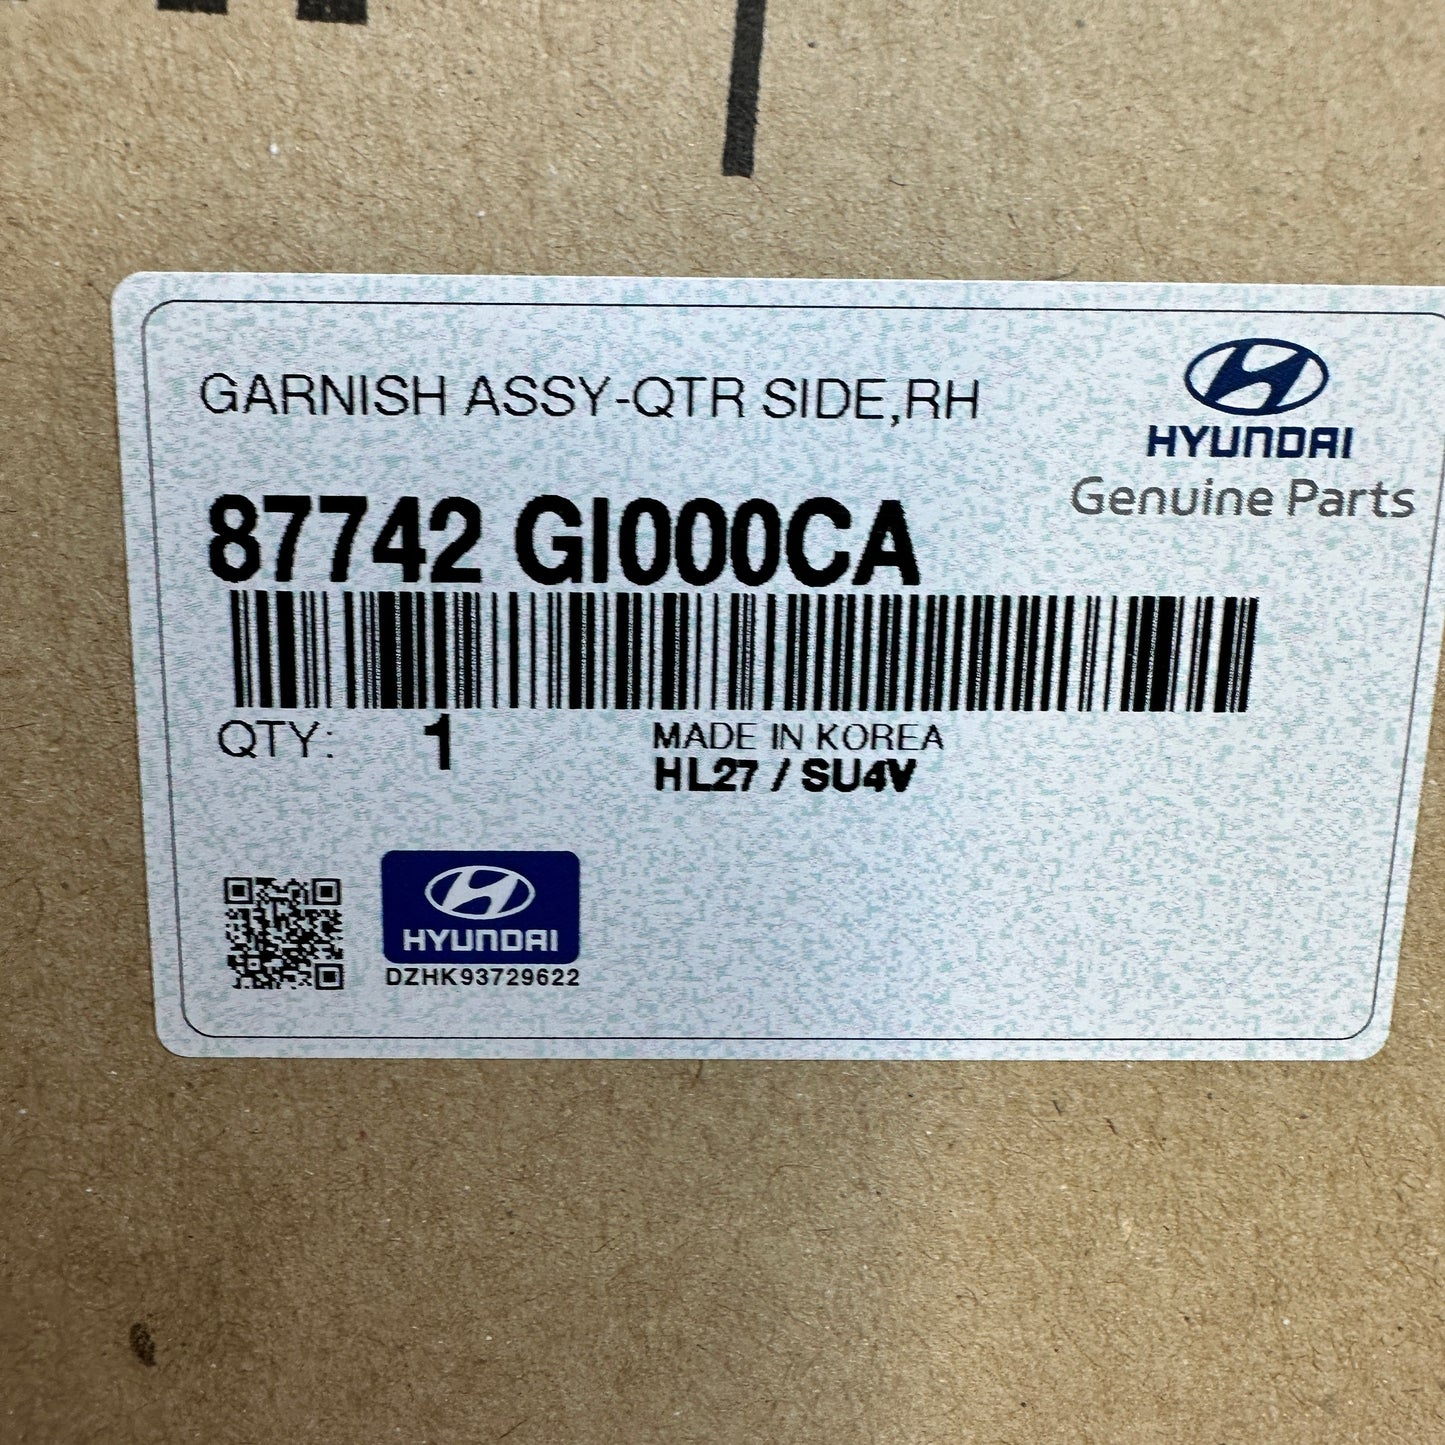 GARNISH ASSY-QTR SIDE,RH
HYUNDAI
Genuine Parts
87742 GI000CA
QTY: 1
MADE IN KOREA
HL27 / SU4V
HYUNDAI
DZHK93729622